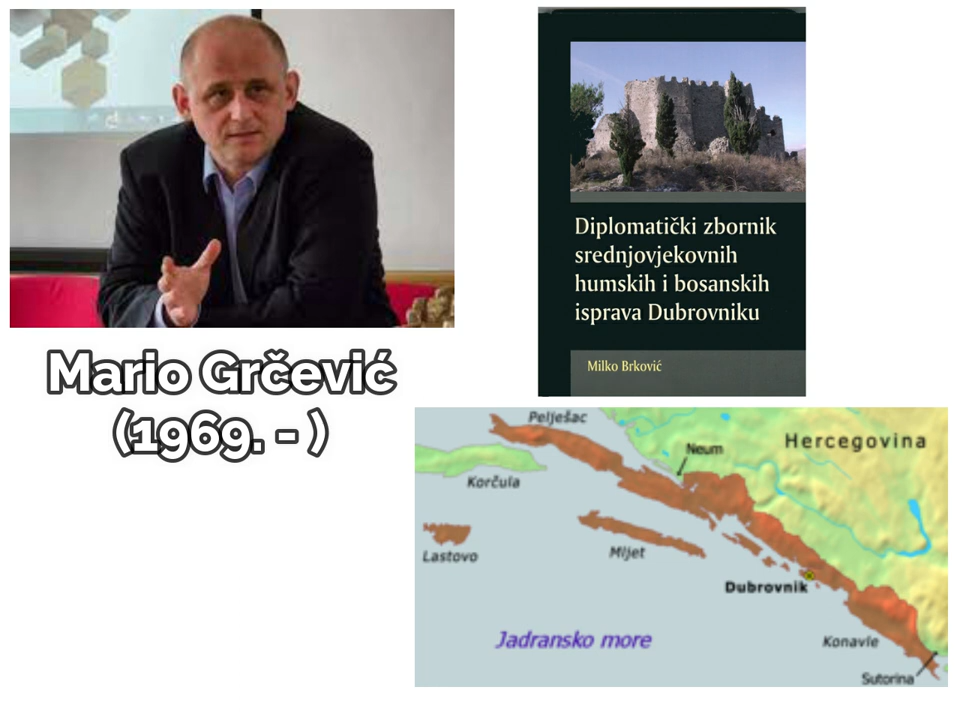 Mario Grčević
(1969. - )
Diplomatički zbornik
srednjovjekovnih
humskih i bosanskih
isprava Dubrovniku
Milko Brković
Pelješac
Neum
Hercegovina
Korčula
Lastovo
Mljet
Dubrovnik
Jadransko more
Konavle
Sutorina